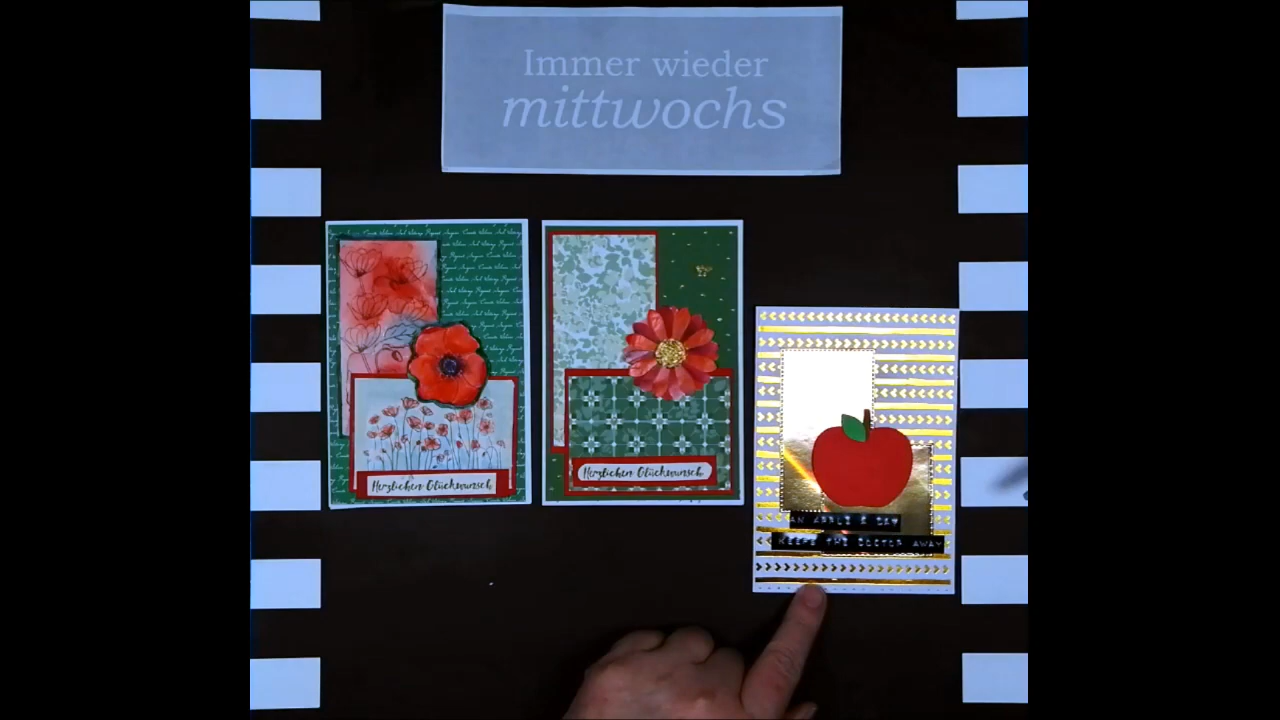 Immer wieder
mittwochs
Herzlichen Glückwunsch
Herzlichen Glückwunsch
AN APPLE A DAY
KEEPS THE DOCTOR AWAY